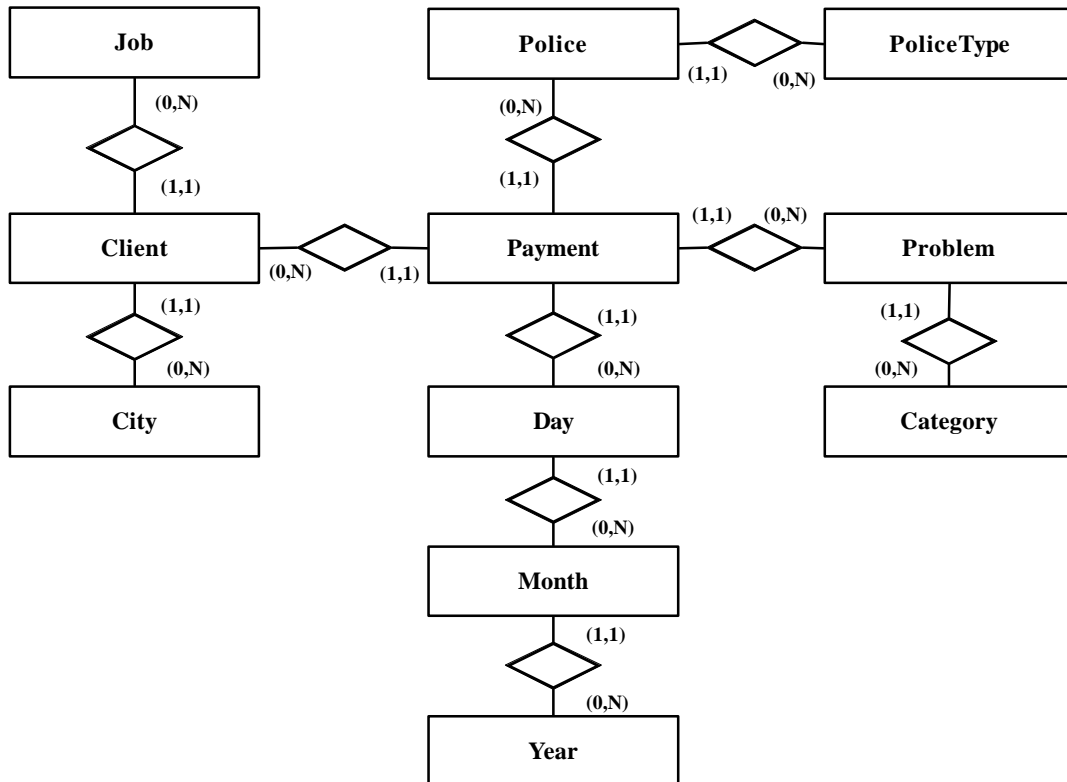 Job
Police
PoliceType
(1,1)
(0,N)
(0,N)
(0,N)
(1,1)
(1,1)
Client
Payment
Problem
(0,N)
(1,1)
(1,1)
(0,N)
(1,1)
(0,N)
(1,1)
(0,N)
(1,1)
(0,N)
City
Day
Category
(1,1)
(0,N)
Month
(1,1)
(0,N)
Year